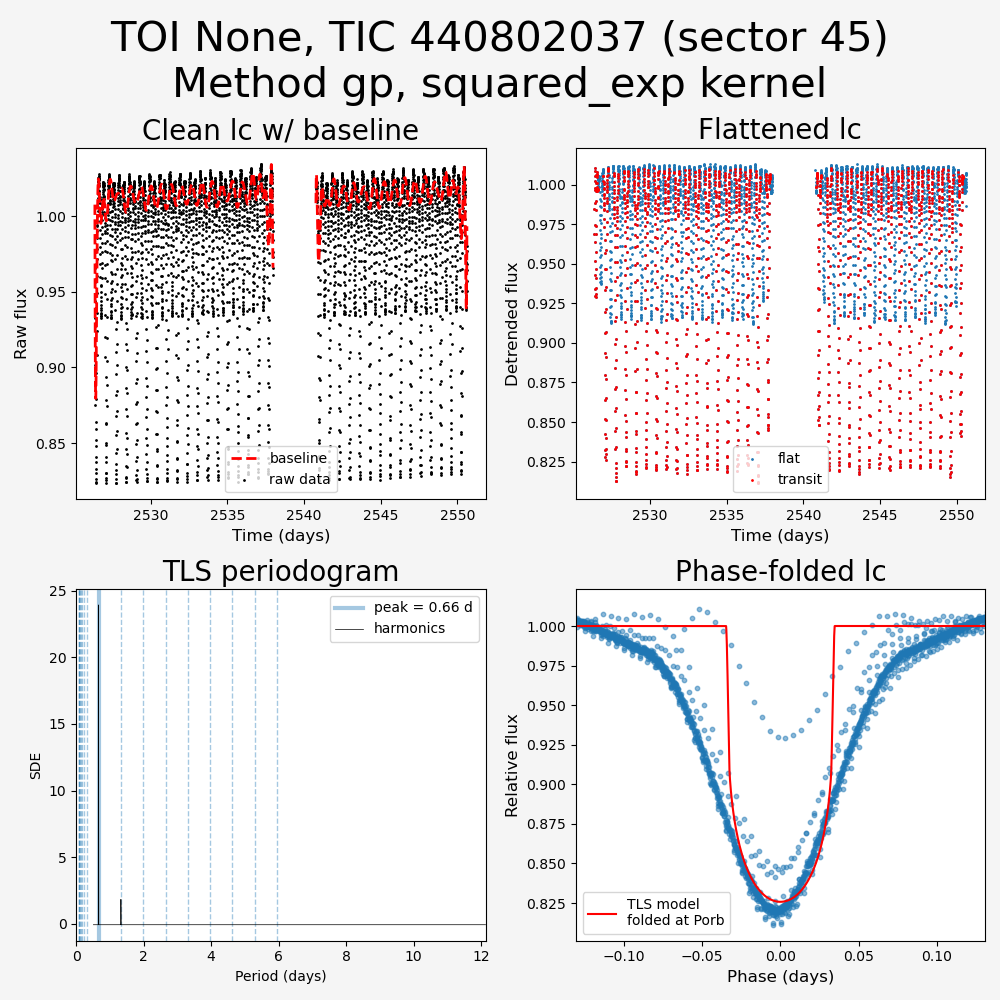 TOI None, TIC 440802037 (sector 45)
Method gp, squared_exp kernel
Clean lc w/ baseline
Raw flux
1.00
0.95
0.90
0.85
baseline
raw data
2530
2535
2540
2545
2550
Time (days)
Flattened lc
Detrended flux
1.000
0.975
0.950
0.925
0.900
0.875
0.850
0.825
flat
transit
2530
2535
2540
2545
2550
Time (days)
TLS periodogram
SDE
25
20
15
10
5
0
peak = 0.66 d
harmonics
0
2
4
6
8
10
12
Period (days)
Phase-folded lc
Relative flux
1.000
0.975
0.950
0.925
0.900
0.875
0.850
0.825
TLS model
folded at Porb
−0.10
−0.05
0.00
0.05
0.10
Phase (days)